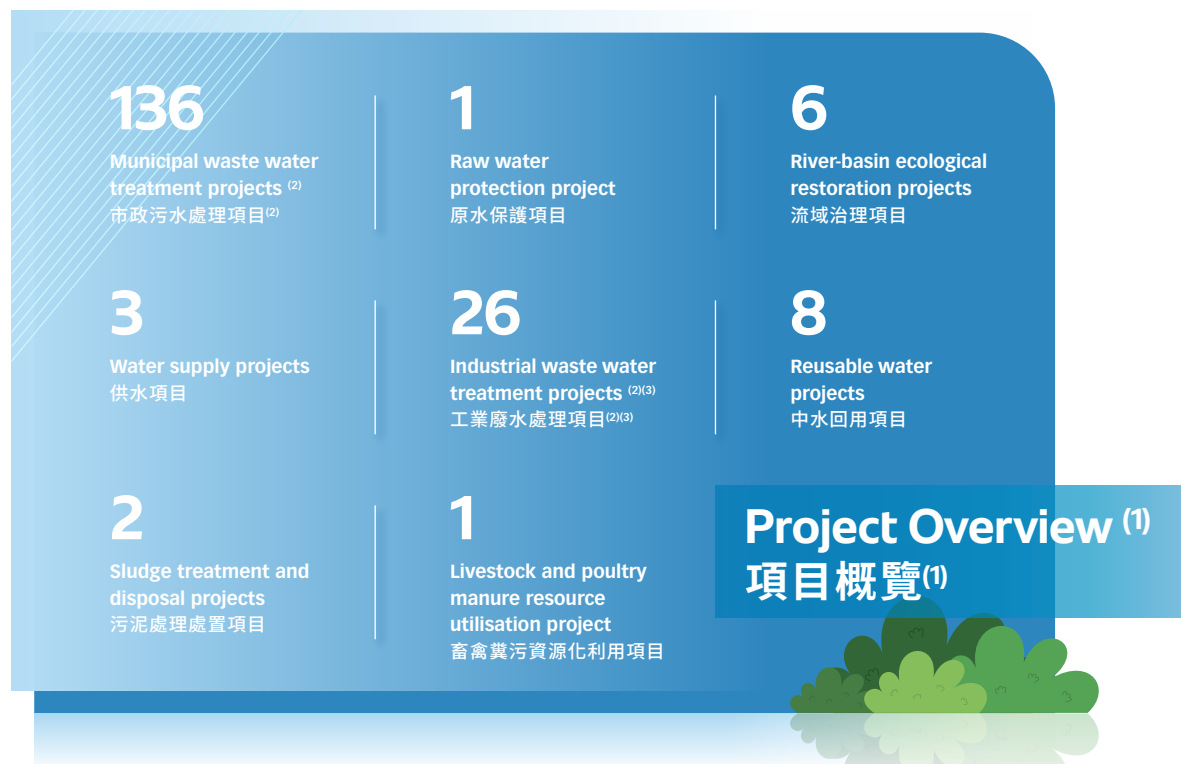 136
Municipal waste water
treatment projects (2)
市政污水處理項目(2)
1
Raw water
protection project
原水保護項目
6
River-basin ecological
restoration projects
流域治理項目
3
Water supply projects
供水項目
26
Industrial waste water
treatment projects (2)(3)
工業廢水處理項目(2)(3)
8
Reusable water
projects
中水回用項目
2
Sludge treatment and
disposal projects
污泥處理處置項目
1
Livestock and poultry
manure resource
utilisation project
畜禽糞污資源化利用項目
Project Overview (1)
項目概覽(1)